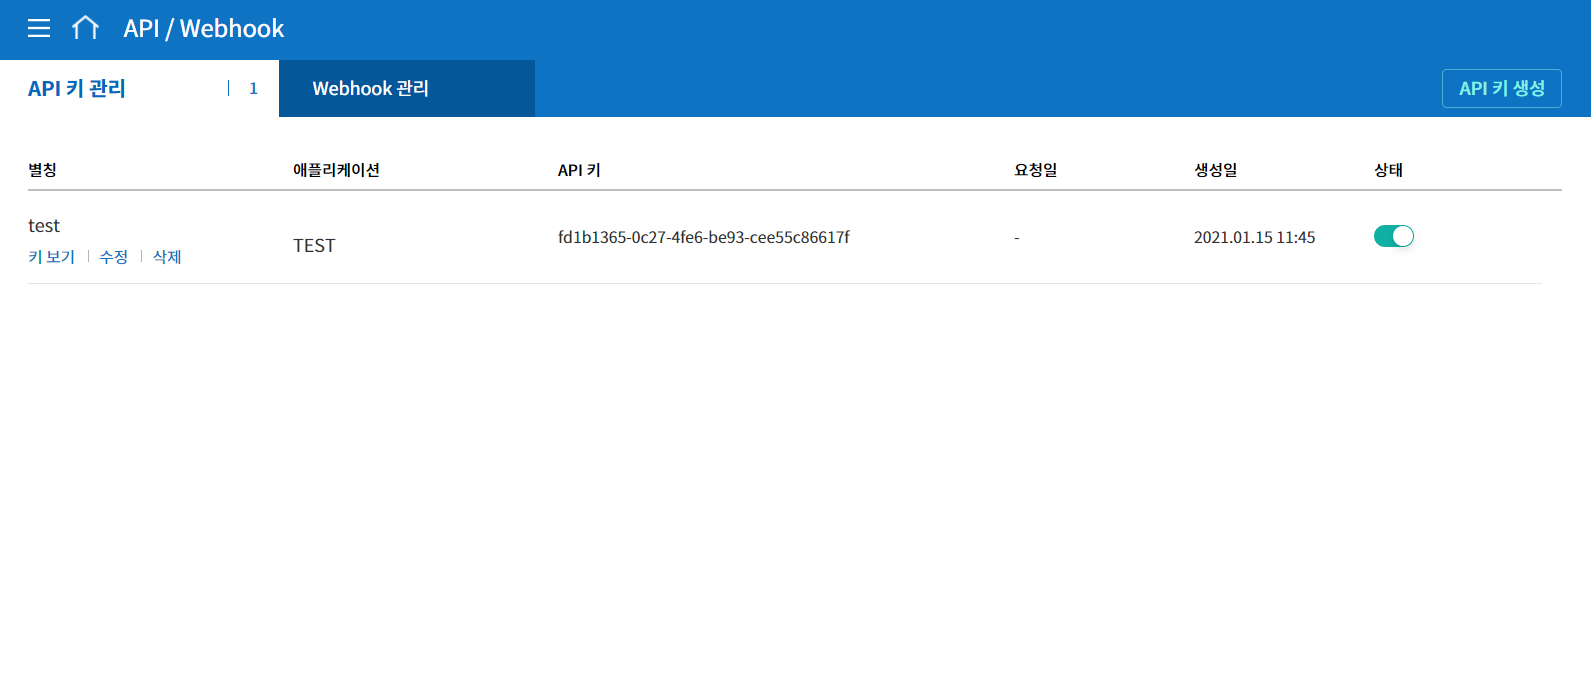 API / Webhook
API 키 관리 1 Webhook 관리 API 키 생성
별칭 애플리케이션 API 키 요청일 생성일 상태
test
키 보기 수정 삭제
TEST
fd1b1365-0c27-4fe6-be93-cee55c86617f
-
2021.01.15 11:45